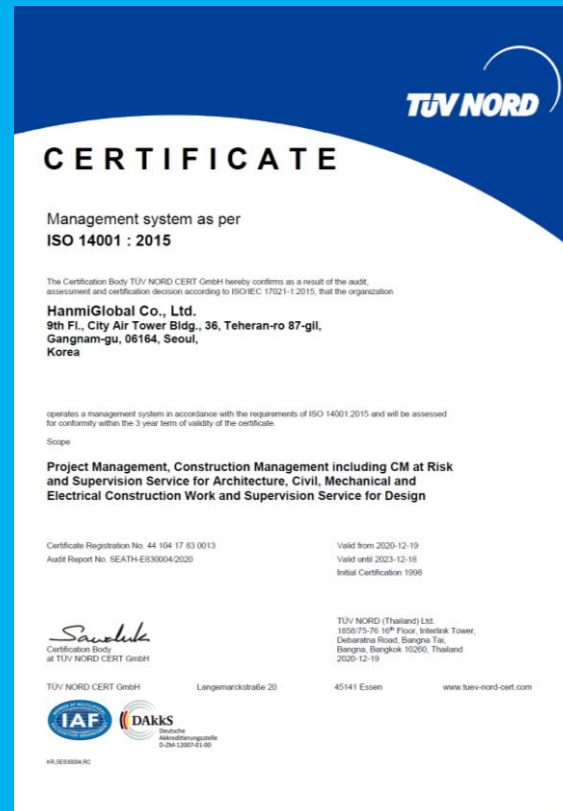 TÜV NORD
CERTIFICATE
Management system as per
ISO 14001 : 2015
The Certification Body TÜV NORD CERT GmbH hereby confirms as a result of the audit,
assessment and certification decision according to ISO/IEC 17021-1:2015, that the organization
HanmiGlobal Co., Ltd.
9th Fl., City Air Tower Bldg., 36, Teheran-ro 87-gil,
Gangnam-gu, 06164, Seoul,
Korea
operates a management system in accordance with the requirements of ISO 14001:2015 and will be assessed
for conformity within the 3 year term of validity of the certificate.
Scope
Project Management, Construction Management including CM at Risk
and Supervision Service for Architecture, Civil, Mechanical and
Electrical Construction Work and Supervision Service for Design
Certificate Registration No. 44 104 17 83 0013
Audit Report No. SEATH-E830004/2020
Valid from 2020-12-19
Valid until 2023-12-18
Initial Certification 1998
Certification Body
at TÜV NORD CERT GmbH
TÜV NORD (Thailand) Ltd.
1858/75-76 16th Floor, Interlink Tower,
Debaratna Road, Bangna Tai,
Bangna, Bangkok 10260, Thailand
2020-12-19
TÜV NORD CERT GmbH Langemarckstraße 20 45141 Essen www.tuev-nord-cert.com
IAF
DAkkS
Deutsche
Akkreditierungsstelle
D-ZM-12007-01-00